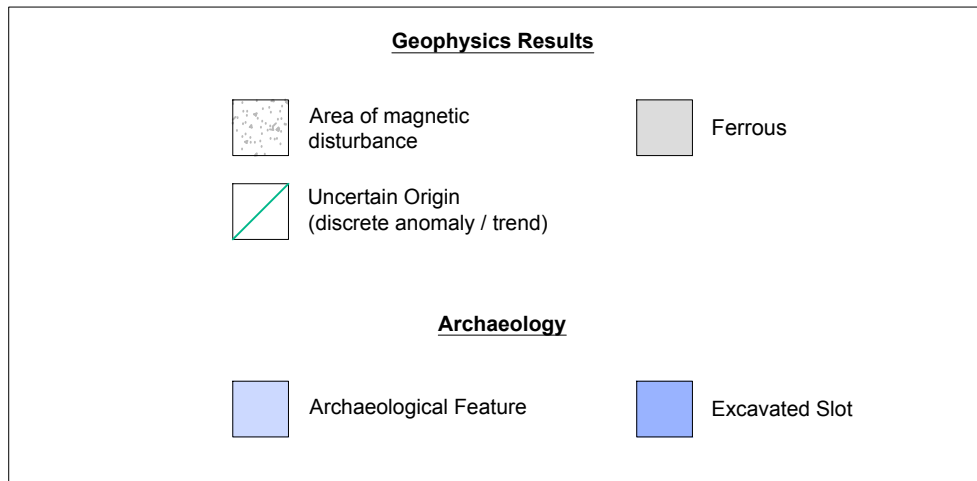 Geophysics Results
Area of magnetic
disturbance
Ferrous
Uncertain Origin
(discrete anomaly / trend)
Archaeology
Archaeological Feature
Excavated Slot